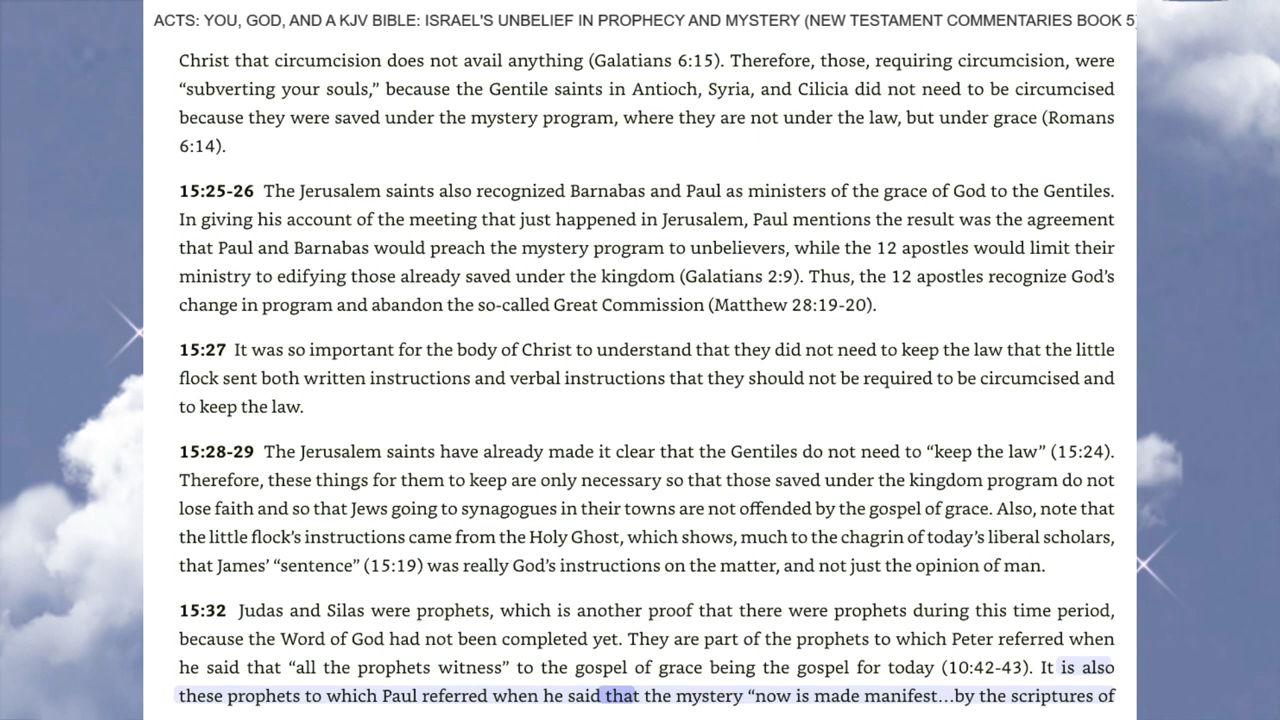 ACTS: YOU, GOD, AND A KJV BIBLE: ISRAEL'S UNBELIEF IN PROPHECY AND MYSTERY (NEW TESTAMENT COMMENTARIES BOOK 5)
Christ that circumcision does not avail anything (Galatians 6:15). Therefore, those, requiring circumcision, were
“subverting your souls,” because the Gentile saints in Antioch, Syria, and Cilicia did not need to be circumcised
because they were saved under the mystery program, where they are not under the law, but under grace (Romans
6:14).
15:25-26 The Jerusalem saints also recognized Barnabas and Paul as ministers of the grace of God to the Gentiles.
In giving his account of the meeting that just happened in Jerusalem, Paul mentions the result was the agreement
that Paul and Barnabas would preach the mystery program to unbelievers, while the 12 apostles would limit their
ministry to edifying those already saved under the kingdom (Galatians 2:9). Thus, the 12 apostles recognize God’s
change in program and abandon the so-called Great Commission (Matthew 28:19-20).
15:27 It was so important for the body of Christ to understand that they did not need to keep the law that the little
flock sent both written instructions and verbal instructions that they should not be required to be circumcised and
to keep the law.
15:28-29 The Jerusalem saints have already made it clear that the Gentiles do not need to “keep the law” (15:24).
Therefore, these things for them to keep are only necessary so that those saved under the kingdom program do not
lose faith and so that Jews going to synagogues in their towns are not offended by the gospel of grace. Also, note that
the little flock’s instructions came from the Holy Ghost, which shows, much to the chagrin of today’s liberal scholars,
that James’ “sentence” (15:19) was really God’s instructions on the matter, and not just the opinion of man.
15:32 Judas and Silas were prophets, which is another proof that there were prophets during this time period,
because the Word of God had not been completed yet. They are part of the prophets to which Peter referred when
he said that “all the prophets witness” to the gospel of grace being the gospel for today (10:42-43). It is also
these prophets to which Paul referred when he said that the mystery “now is made manifest…by the scriptures of